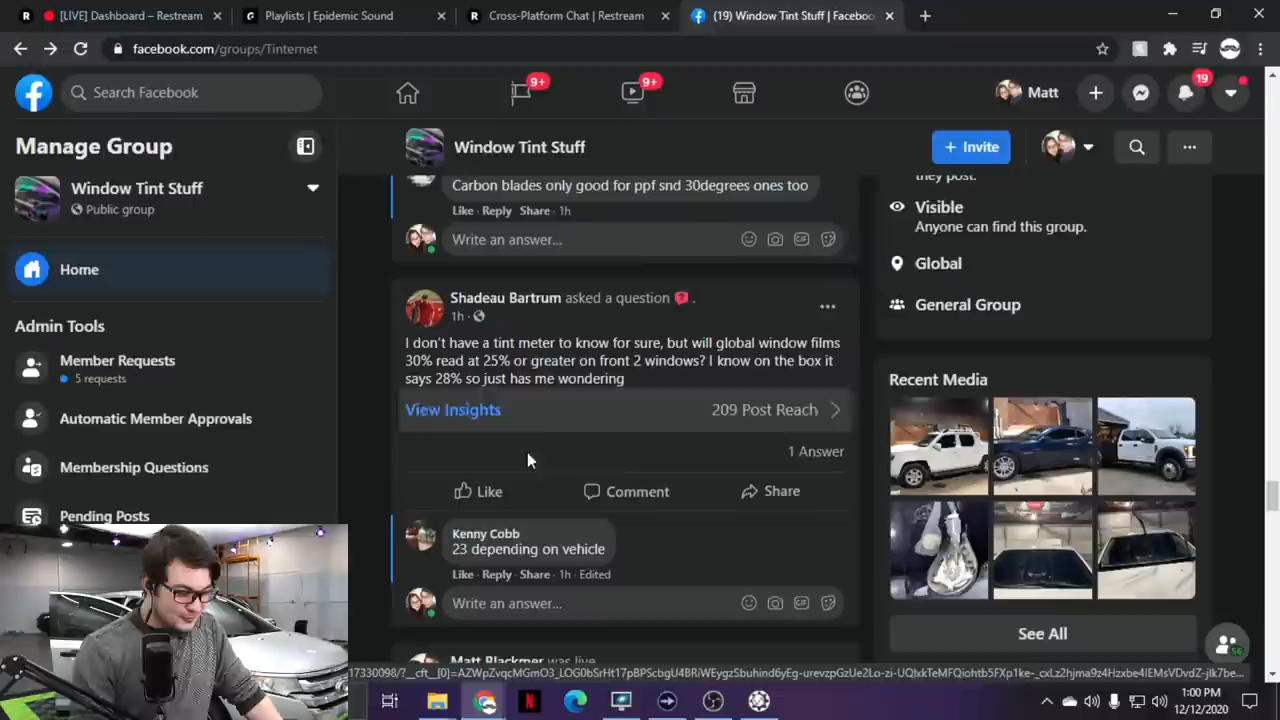 [LIVE] Dashboard – Restream
Playlists | Epidemic Sound
Cross-Platform Chat | Restream
(19) Window Tint Stuff | Faceboo
facebook.com/groups/Tinternet
Search Facebook
9+
9+
Matt
19
Manage Group
Window Tint Stuff
Invite
Window Tint Stuff
Public group
Home
Admin Tools
Member Requests
5 requests
Automatic Member Approvals
Membership Questions
Pending Posts
Carbon blades only good for ppf snd 30degrees ones too
Like · Reply · Share · 1h
Write an answer...
Shadeau Bartrum asked a question .
1h ·
I don't have a tint meter to know for sure, but will global window films
30% read at 25% or greater on front 2 windows? I know on the box it
says 28% so just has me wondering
View Insights
209 Post Reach
1 Answer
Like
Comment
Share
Kenny Cobb
23 depending on vehicle
Like · Reply · Share · 1h · Edited
Write an answer...
Matt Blackmer was live
they post.
Visible
Anyone can find this group.
Global
General Group
Recent Media
See All
56
1:00 PM
12/12/2020